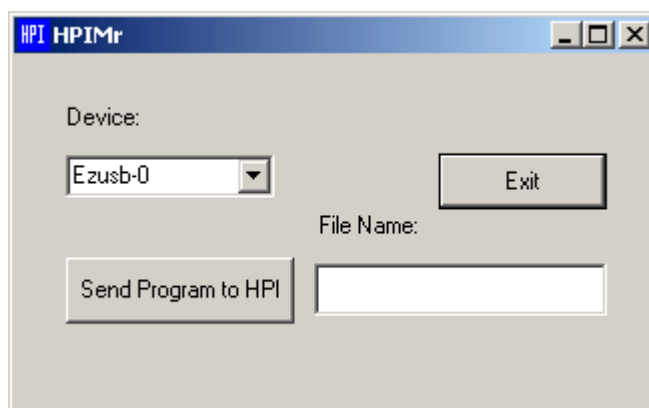 HPI HPIMr
Device:
Ezusb-0
Exit
File Name:
Send Program to HPI